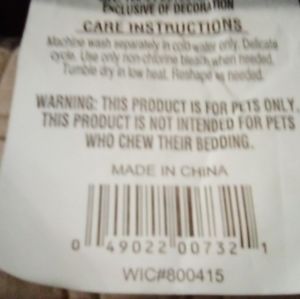 EXCLUSIVE OF DECORATION
CARE INSTRUCTIONS
Machine wash separately in cold water only. Delicate
cycle. Use only non-chlorine bleach when needed.
Tumble dry in low heat. Reshape as needed.
WARNING: THIS PRODUCT IS FOR PETS ONLY.
THIS PRODUCT IS NOT INTENDED FOR PETS
WHO CHEW THEIR BEDDING.
MADE IN CHINA
0 49022 00732 1
WIC#800415